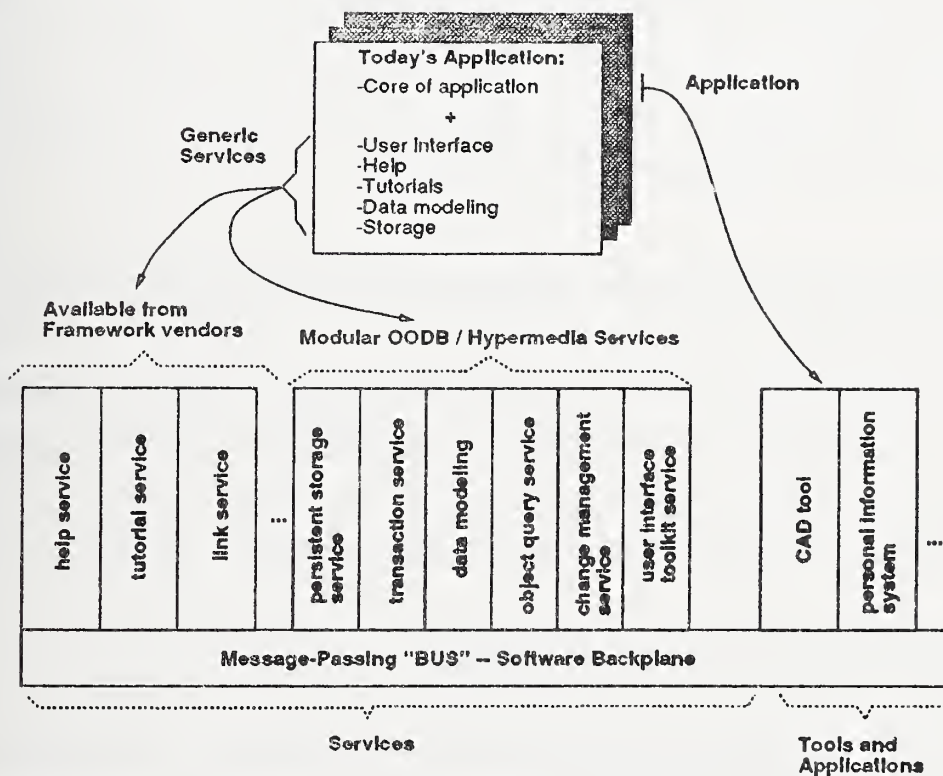 Today's Application:
-Core of application
+
-User Interface
-Help
-Tutorials
-Data modeling
-Storage
Application
Generic
Services
Available from
Framework vendors
Modular OODB / Hypermedia Services
help service
tutorial service
link service
...
persistent storage
service
transaction service
data modeling
object query service
change management
service
user interface
toolkit service
CAD tool
personal information
system
...
Message-Passing "BUS" -- Software Backplane
Services
Tools and
Applications